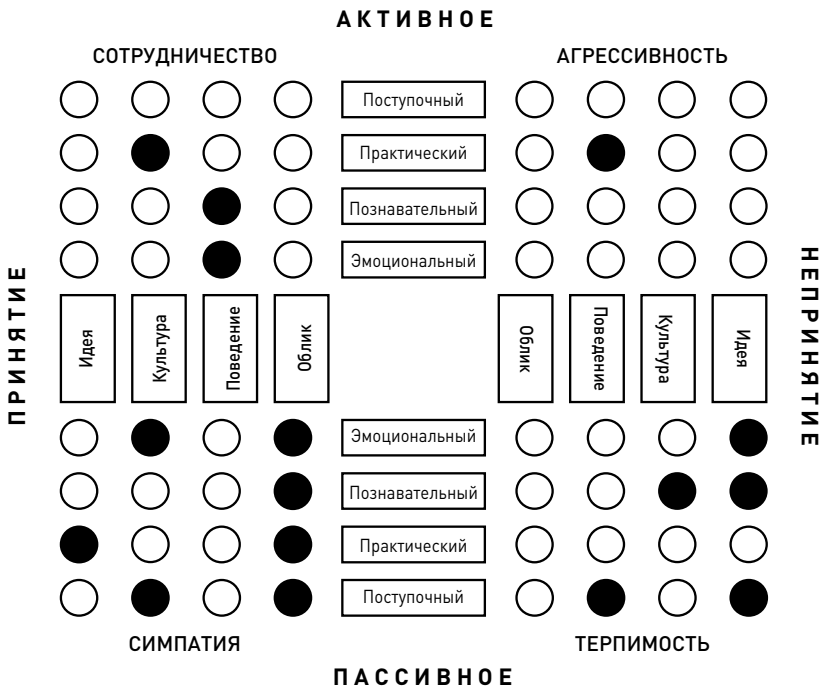 АКТИВНОЕ
СОТРУДНИЧЕСТВО
АГРЕССИВНОСТЬ
Поступочный
Практический
Познавательный
Эмоциональный
ПРИНЯТИЕ
НЕПРИНЯТИЕ
Идея
Культура
Поведение
Облик
Облик
Поведение
Культура
Идея
Эмоциональный
Познавательный
Практический
Поступочный
СИМПАТИЯ
ТЕРПИМОСТЬ
ПАССИВНОЕ